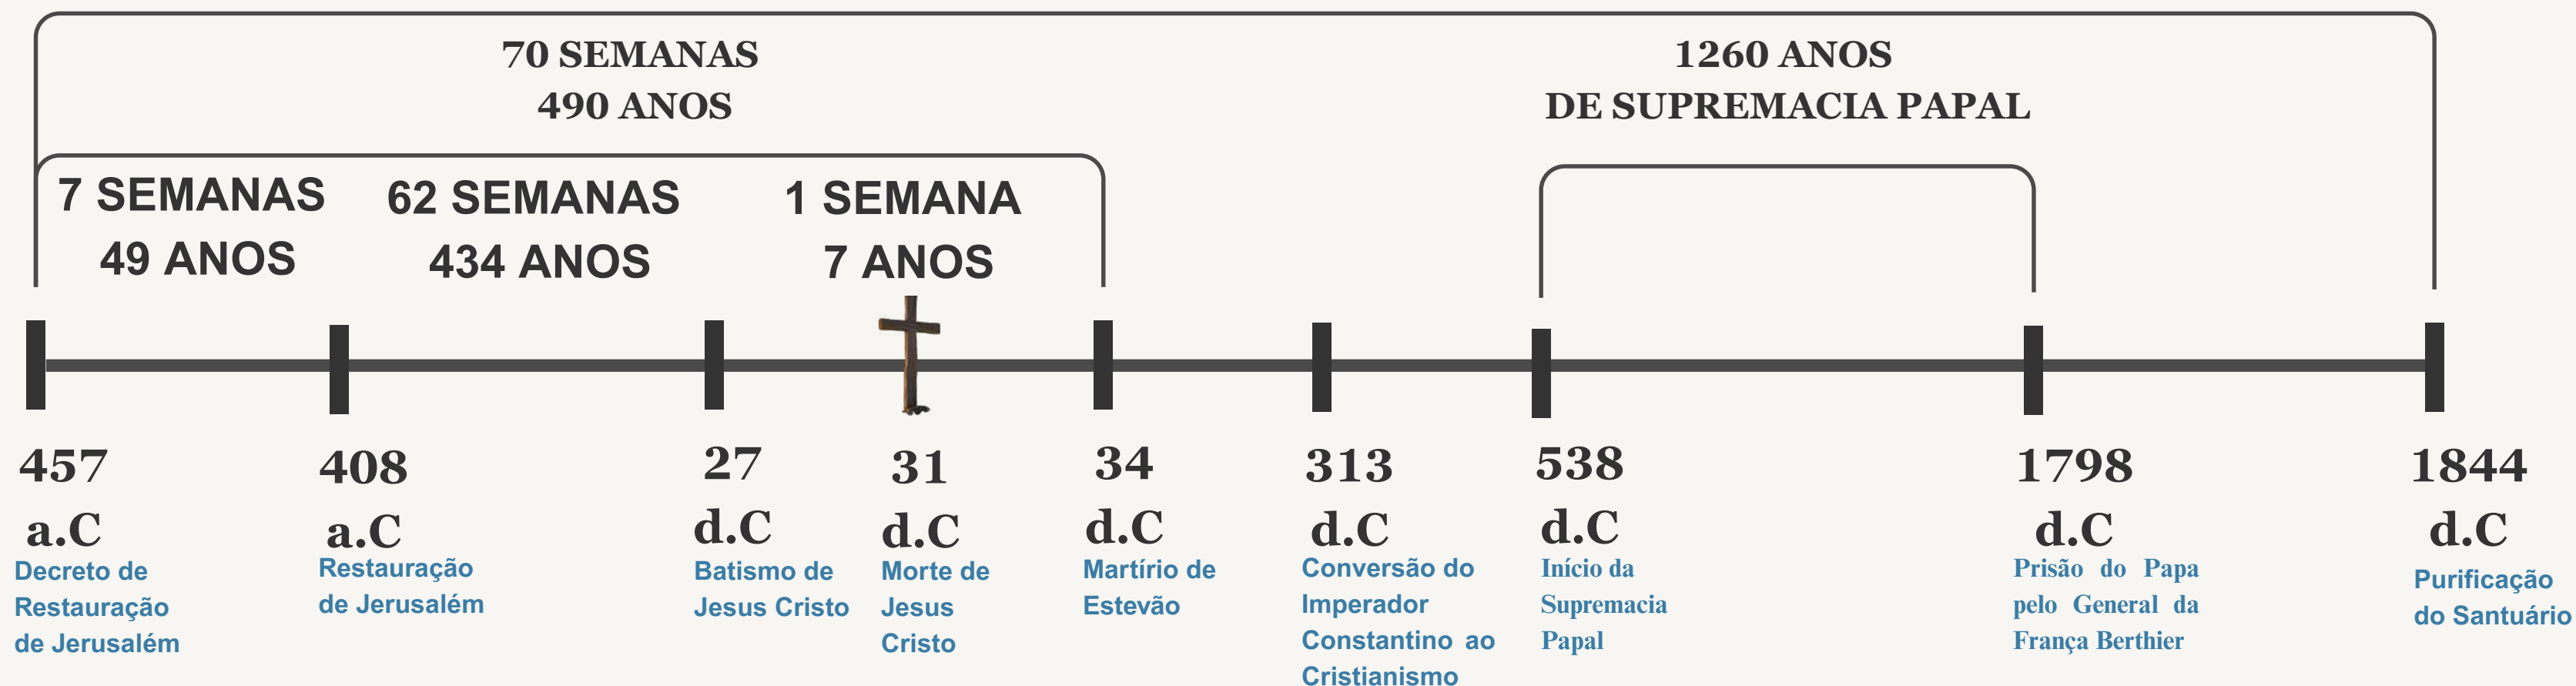 70 SEMANAS
490 ANOS
1260 ANOS
DE SUPREMACIA PAPAL
7 SEMANAS
49 ANOS
62 SEMANAS
434 ANOS
1 SEMANA
7 ANOS
457
a.C
Decreto de
Restauração
de Jerusalém
408
a.C
Restauração
de Jerusalém
27
d.C
Batismo de
Jesus Cristo
31
d.C
Morte de
Jesus
Cristo
34
d.C
Martírio de
Estevão
313
d.C
Conversão do
Imperador
Constantino ao
Cristianismo
538
d.C
Início da
Supremacia
Papal
1798
d.C
Prisão do Papa
pelo General da
França Berthier
1844
d.C
Purificação
do Santuário